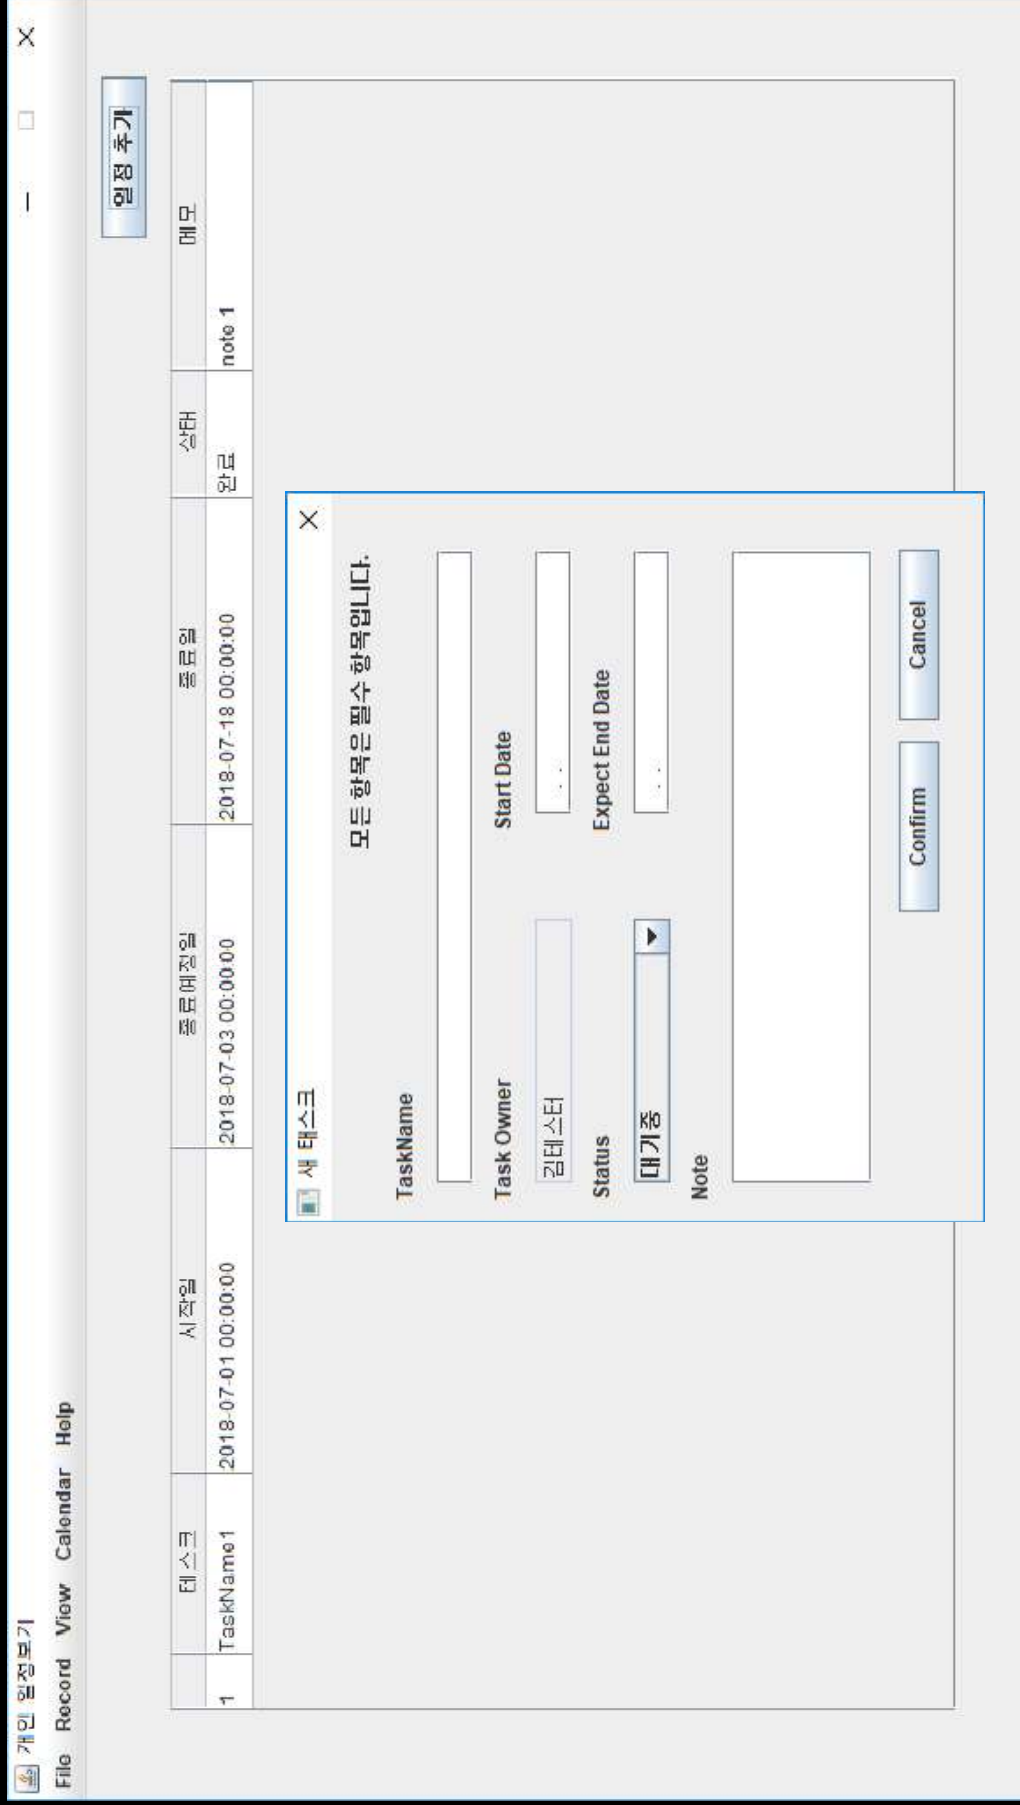 개인 일정보기
File Record View Calendar Help
일정 추가
테스크 시작일 종료예정일 종료일 상태 메모
1 TaskName1 2018-07-01 00:00:00 2018-07-03 00:00:00 2018-07-18 00:00:00 완료 note 1
새 태스크
모든 항목은 필수 항목입니다.
TaskName
Task Owner Start Date
김테스터 . .
Status Expect End Date
대기중 . .
Note
Confirm Cancel